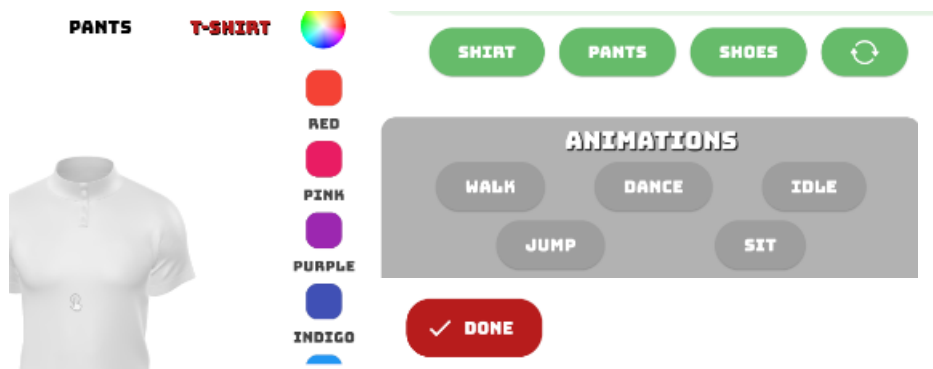 PANTS T-SHIRT
RED
PINK
PURPLE
INDIGO
SHIRT PANTS SHOES
ANIMATIONS
WALK DANCE IDLE
JUMP SIT
DONE